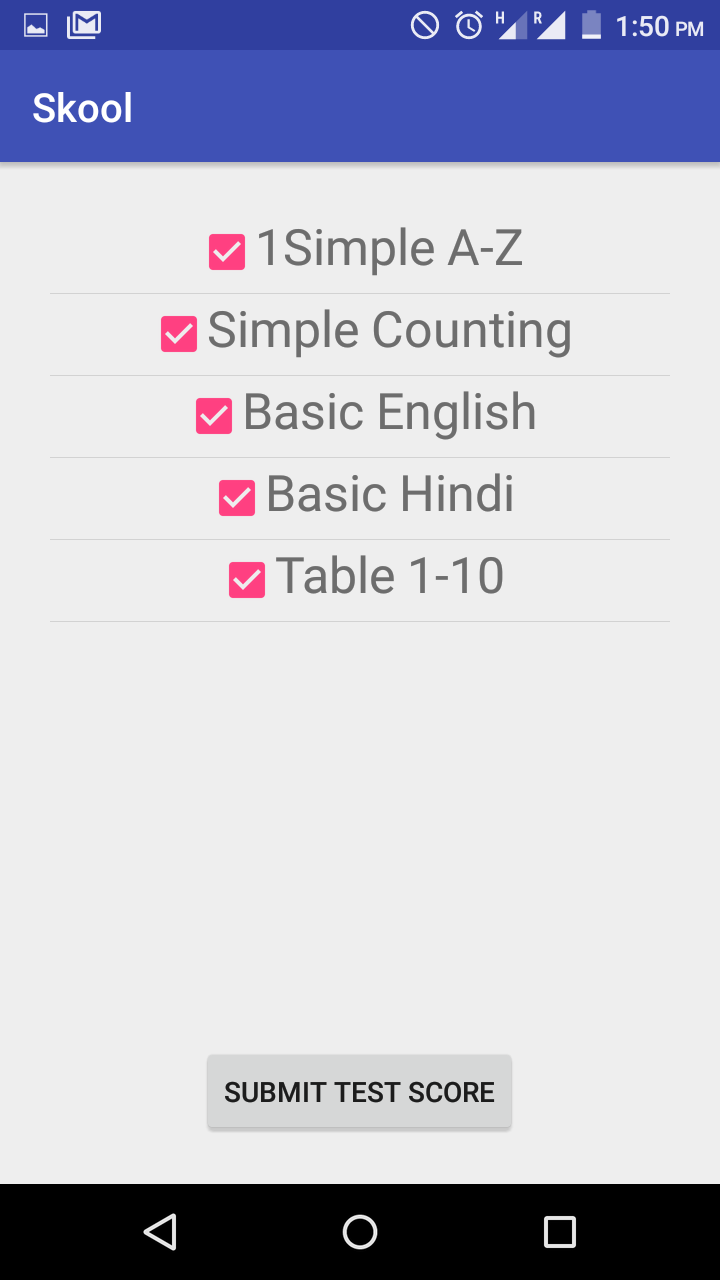 H R 1:50 PM
Skool
1Simple A-Z
Simple Counting
Basic English
Basic Hindi
Table 1-10
SUBMIT TEST SCORE